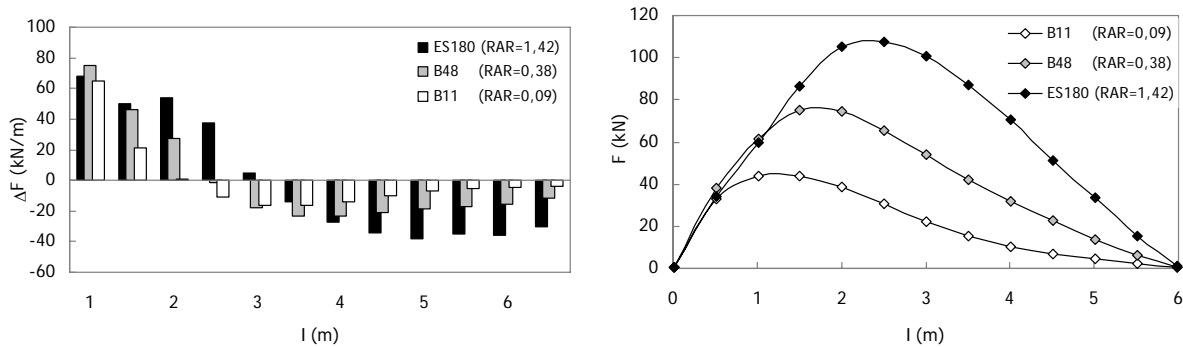 100
80
60
40
20
0
-20
-40
-60
ΔF (kN/m)
1 2 3 4 5 6
l (m)
ES180 (RAR=1,42)
B48 (RAR=0,38)
B11 (RAR=0,09)
140
120
100
80
60
40
20
0
F (kN)
0 1 2 3 4 5 6
l (m)
B11 (RAR=0,09)
B48 (RAR=0,38)
ES180 (RAR=1,42)